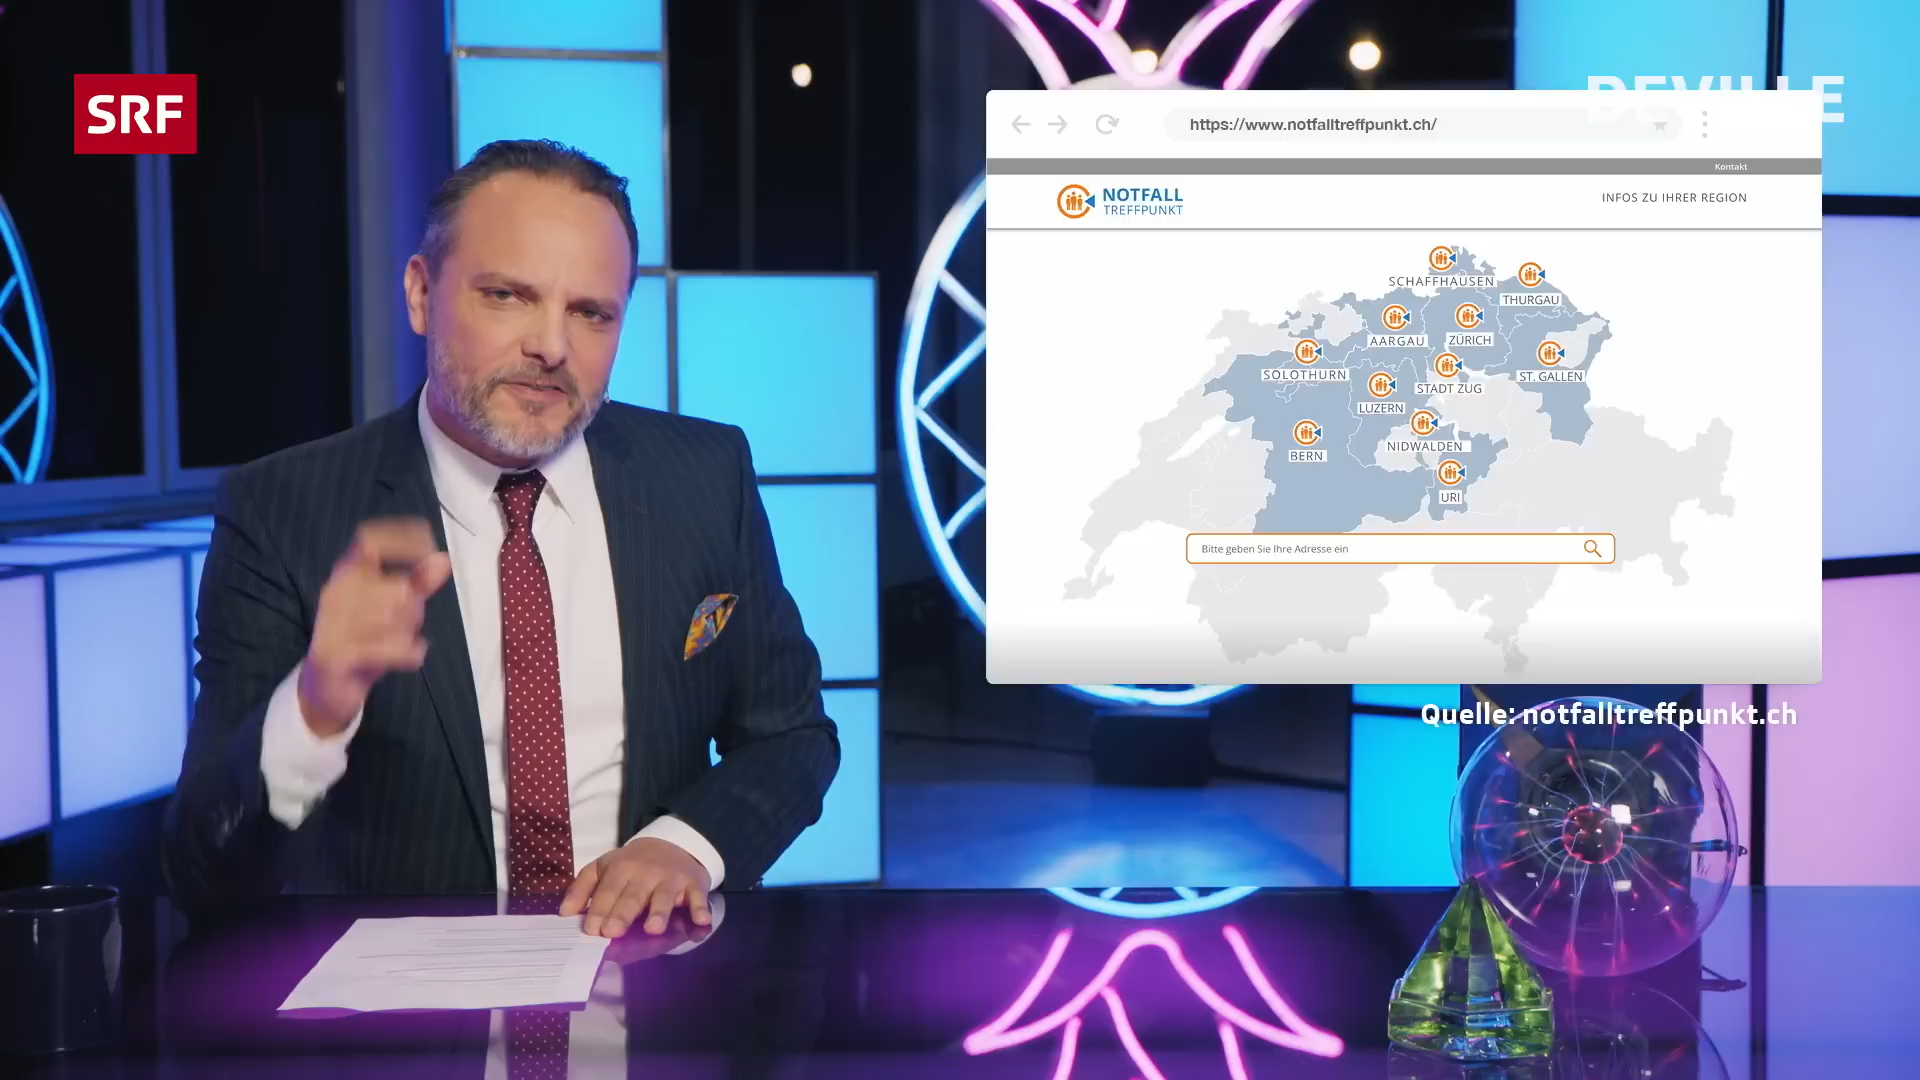 SRF
DEVILLE
https://www.notfalltreffpunkt.ch/
Kontakt
NOTFALL
TREFFPUNKT
INFOS ZU IHRER REGION
SCHAFFHAUSEN
THURGAU
AARGAU
ZÜRICH
SOLOTHURN
STADT ZUG
ST. GALLEN
LUZERN
NIDWALDEN
BERN
URI
Bitte geben Sie Ihre Adresse ein
Quelle: notfalltreffpunkt.ch